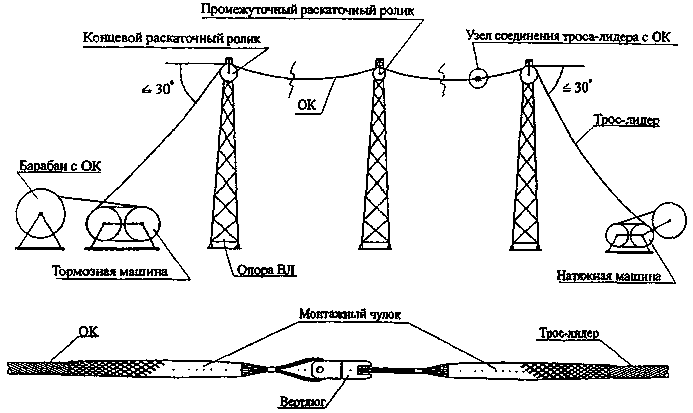 Промежуточный раскаточный ролик
Концевой раскаточный ролик
Узел соединения троса-лидера с ОК
≤ 30°
ОК
≤ 30°
Трос-лидер
Барабан с ОК
Тормозная машина
Опора ВЛ
Натяжная машина
Монтажный чулок
ОК
Трос-лидер
Вертлюг